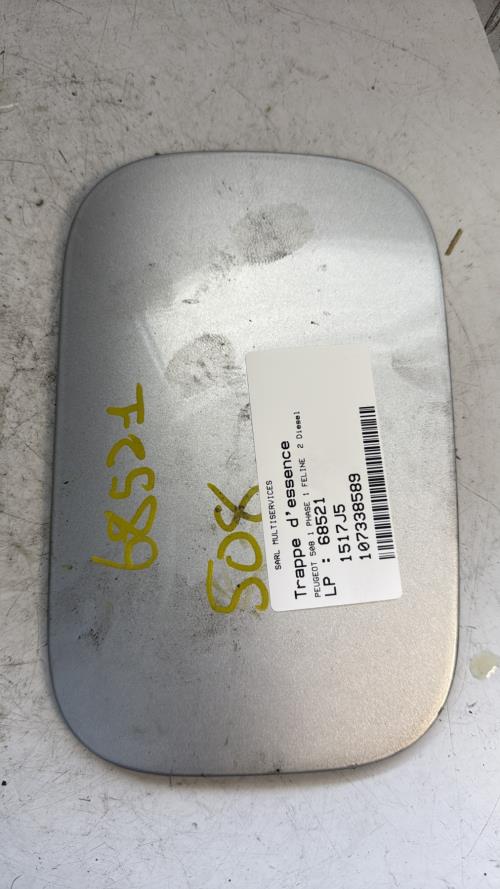 68521
508
SARL MULTISERVICES
Trappe d'essence
PEUGEOT 508 1 PHASE 1 FELINE 2 Diesel
LP : 68521
1517J5
107338589